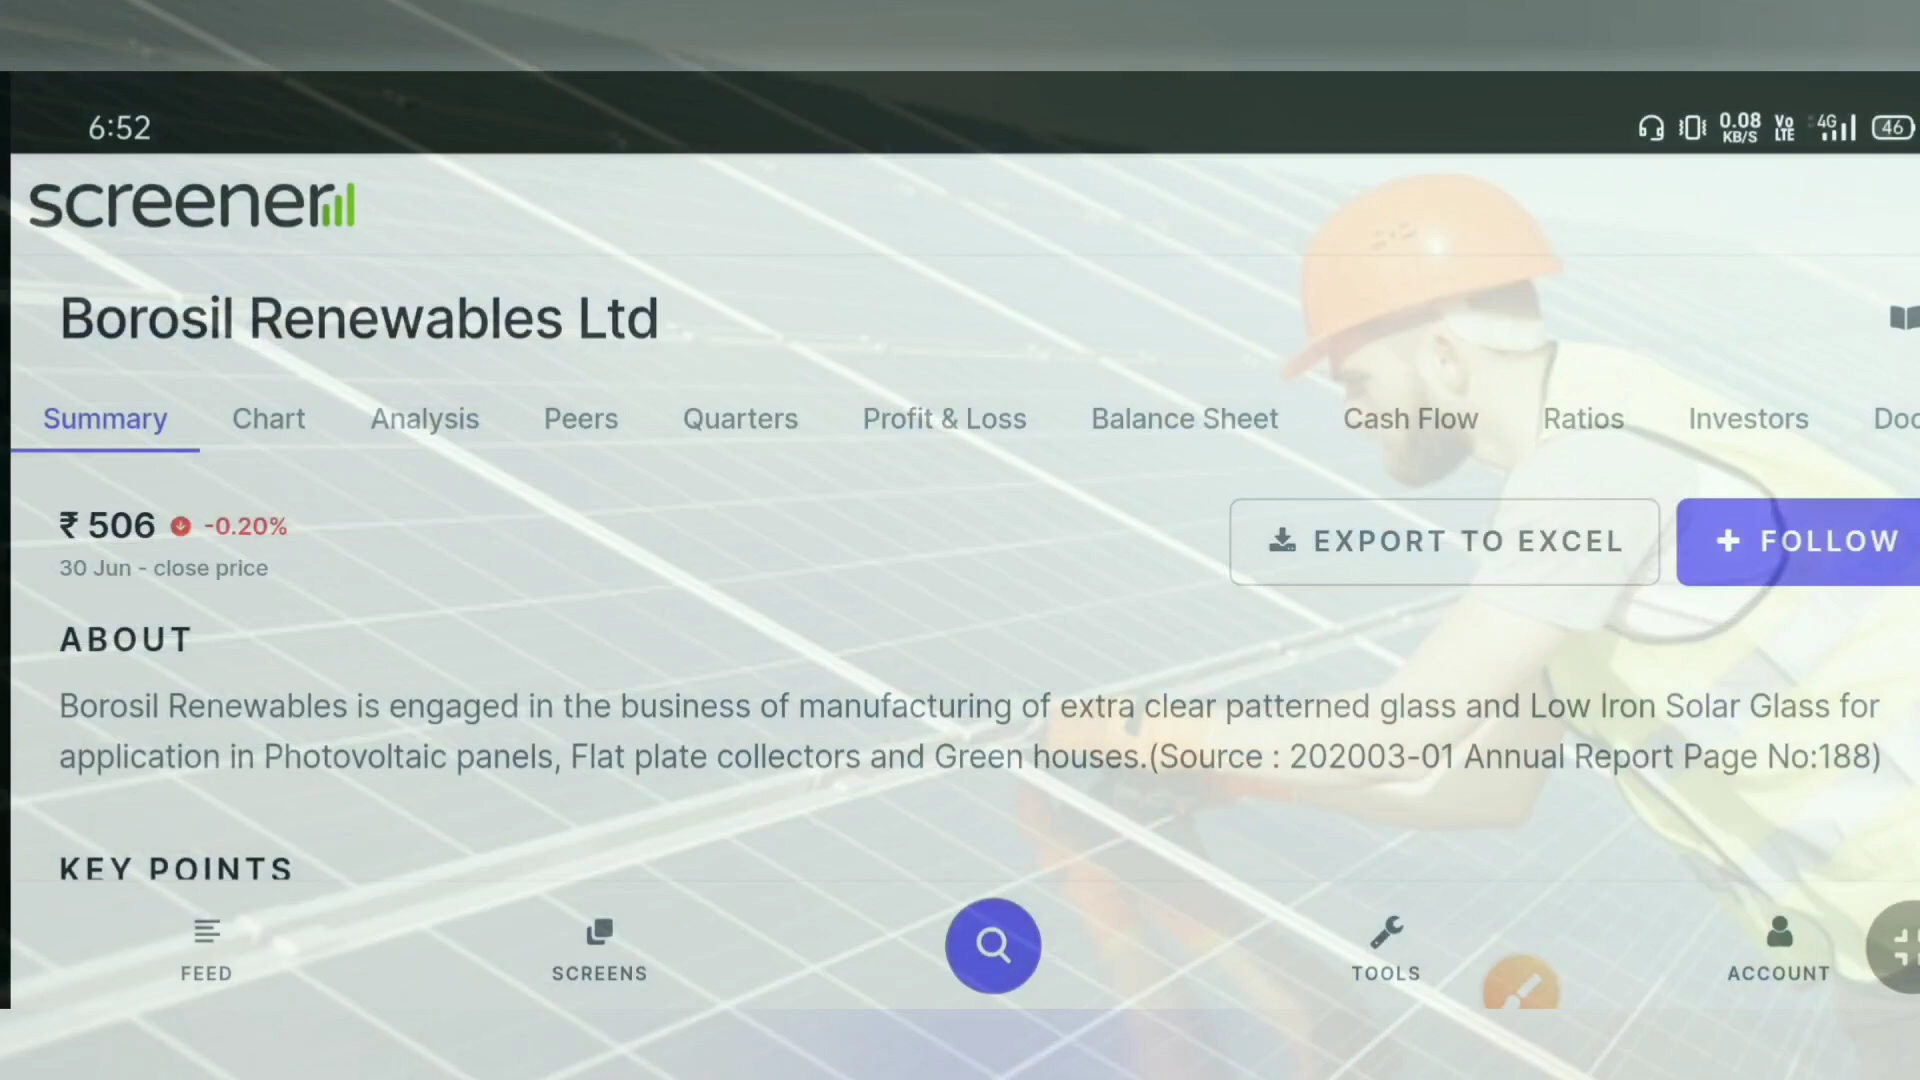 6:52
0.08 KB/S Vo LTE 4G 46
screener
Borosil Renewables Ltd
Summary Chart Analysis Peers Quarters Profit & Loss Balance Sheet Cash Flow Ratios Investors Doc
₹ 506 -0.20%
30 Jun - close price
EXPORT TO EXCEL
+ FOLLOW
ABOUT
Borosil Renewables is engaged in the business of manufacturing of extra clear patterned glass and Low Iron Solar Glass for
application in Photovoltaic panels, Flat plate collectors and Green houses.(Source : 202003-01 Annual Report Page No:188)
KEY POINTS
FEED SCREENS TOOLS ACCOUNT